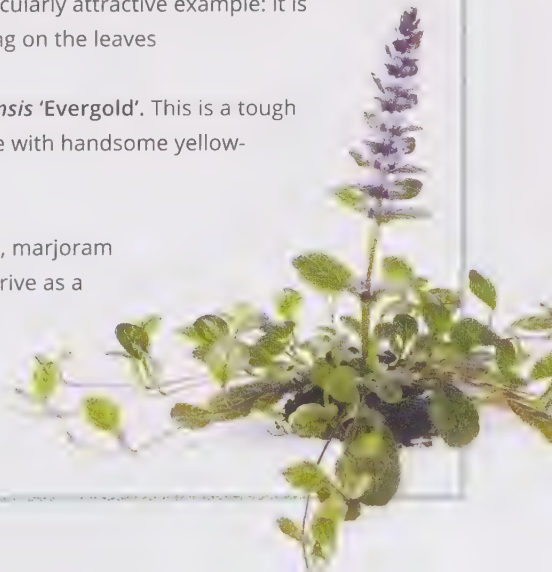 cularly attractive example: it is
ng on the leaves
nsis 'Evergold'. This is a tough
e with handsome yellow-
, marjoram
rive as a